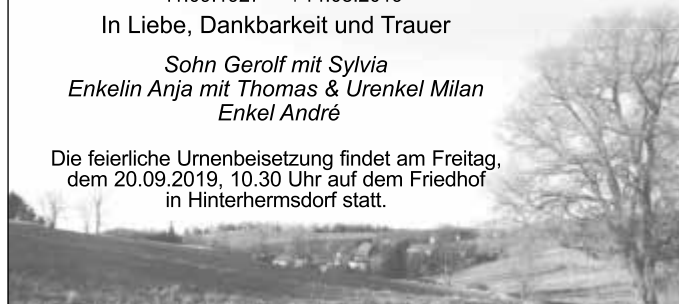 In Liebe, Dankbarkeit und Trauer
Sohn Gerolf mit Sylvia
Enkelin Anja mit Thomas & Urenkel Milan
Enkel André
Die feierliche Urnenbeisetzung findet am Freitag,
dem 20.09.2019, 10.30 Uhr auf dem Friedhof
in Hinterhermsdorf statt.